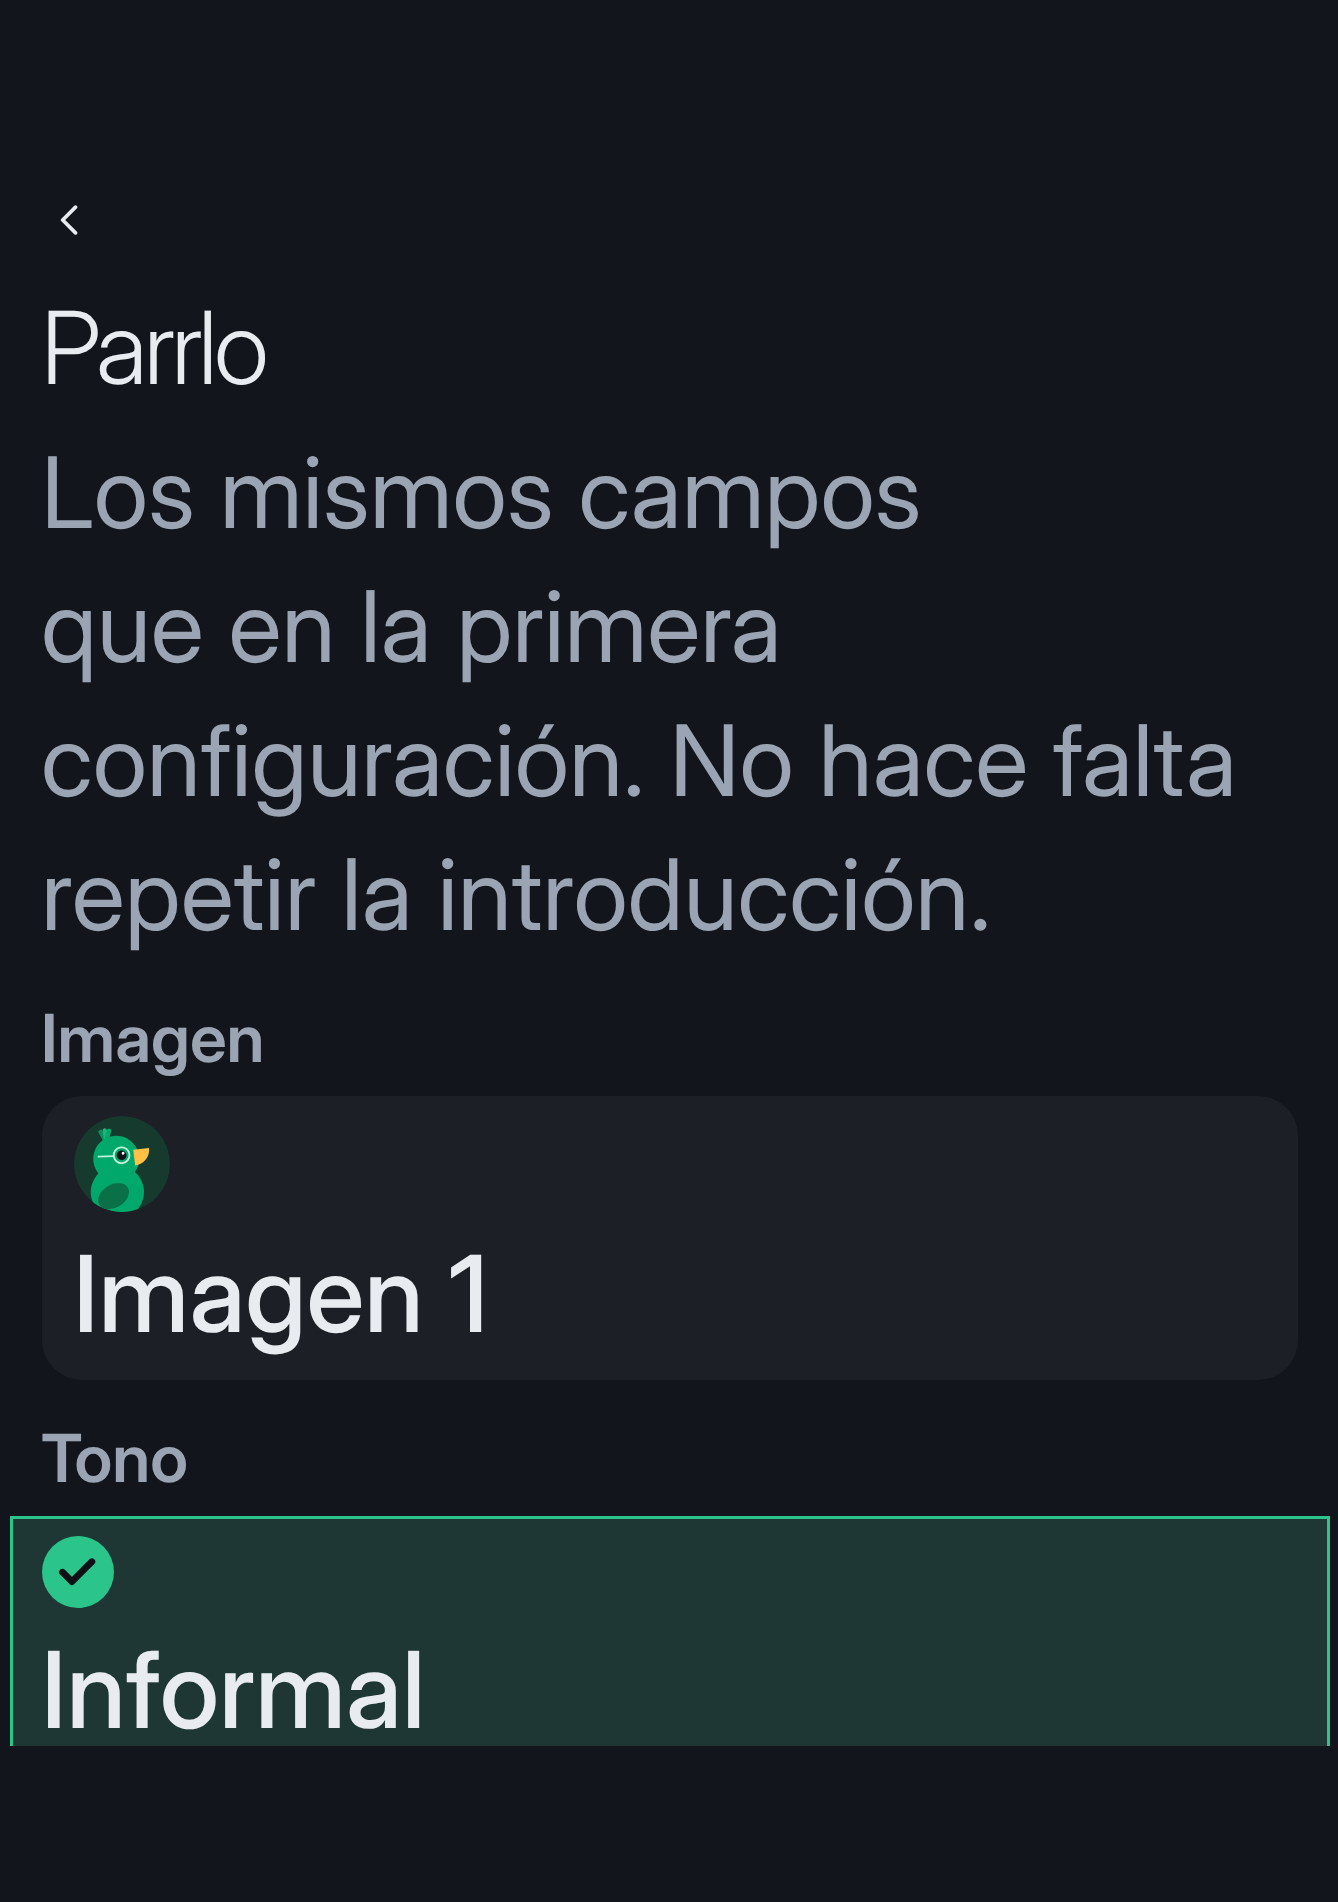 Parrlo
Los mismos campos
que en la primera
configuración. No hace falta
repetir la introducción.
Imagen
Imagen 1
Tono
Informal